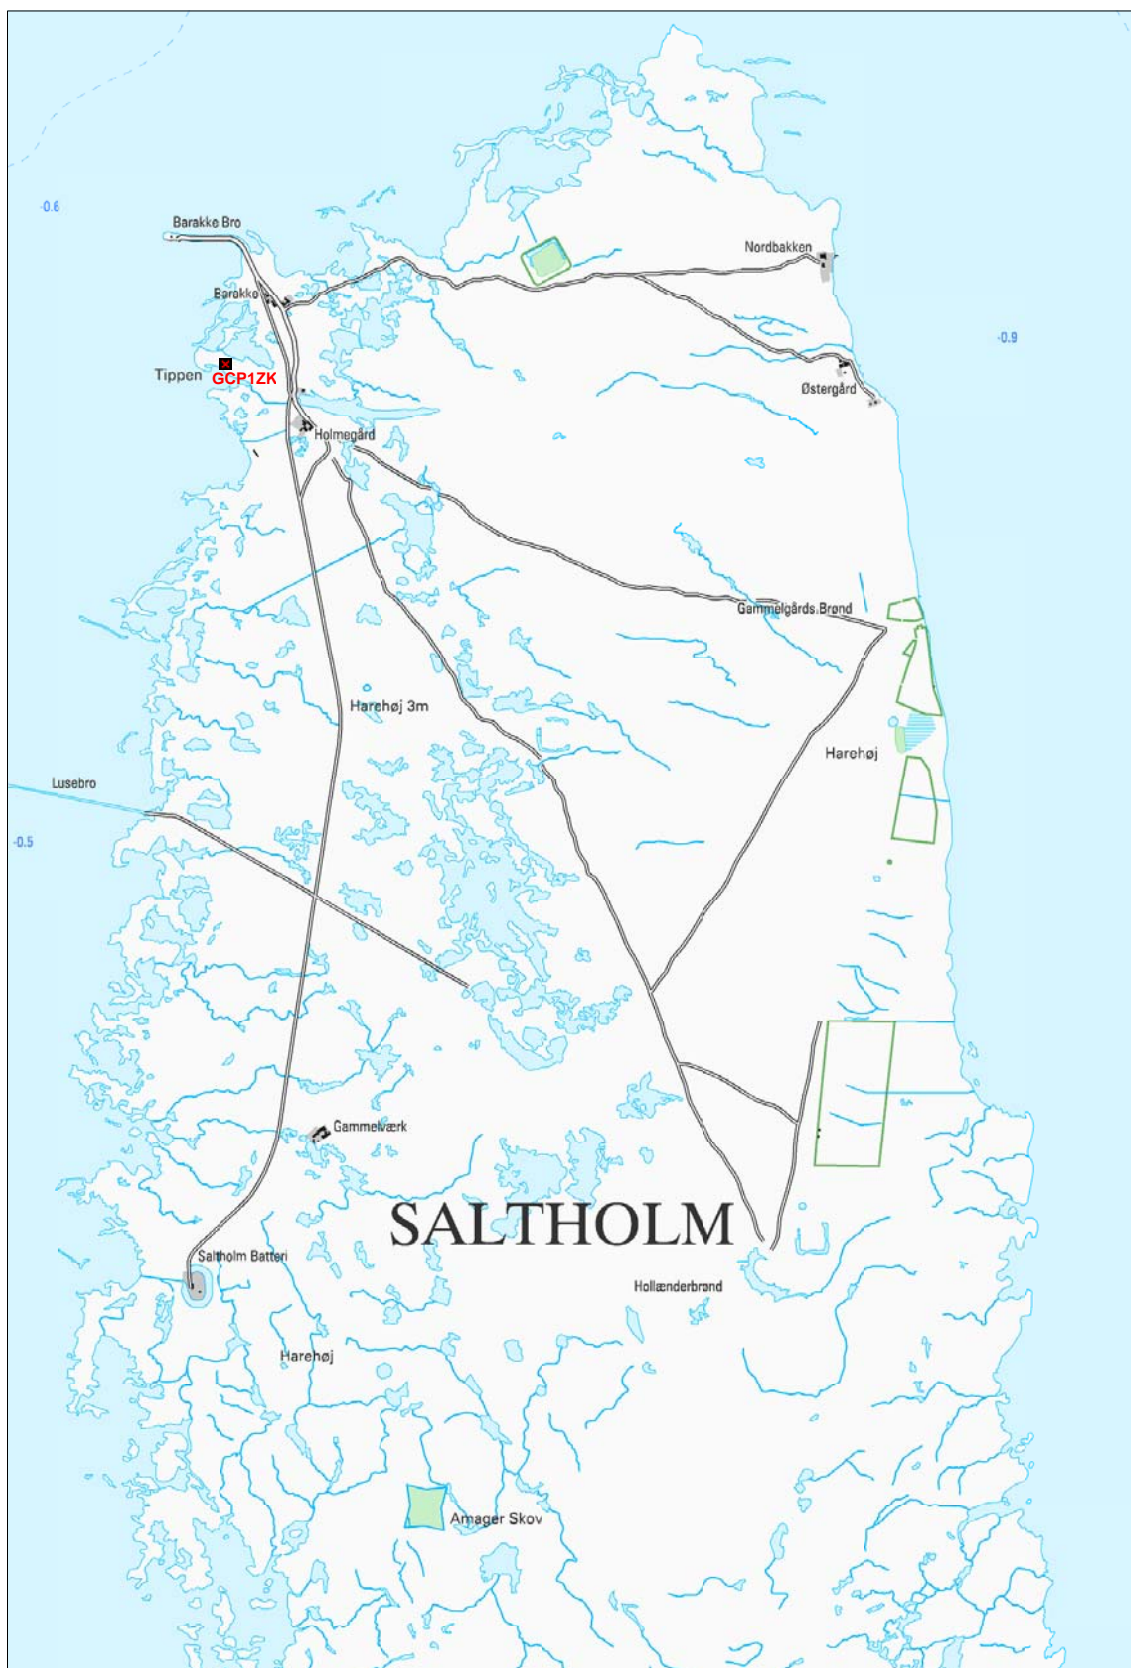 -0.6
Barakke Bro
Nordbakken
Barakke
-0.9
Tippen
GCP1ZK
Østergård
Holmegård
Gammelgårds Brønd
Harehøj 3m
Harehøj
Lusebro
-0.5
Gammelværk
SALTHOLM
Saltholm Batteri
Hollænderbrønd
Harehøj
Amager Skov